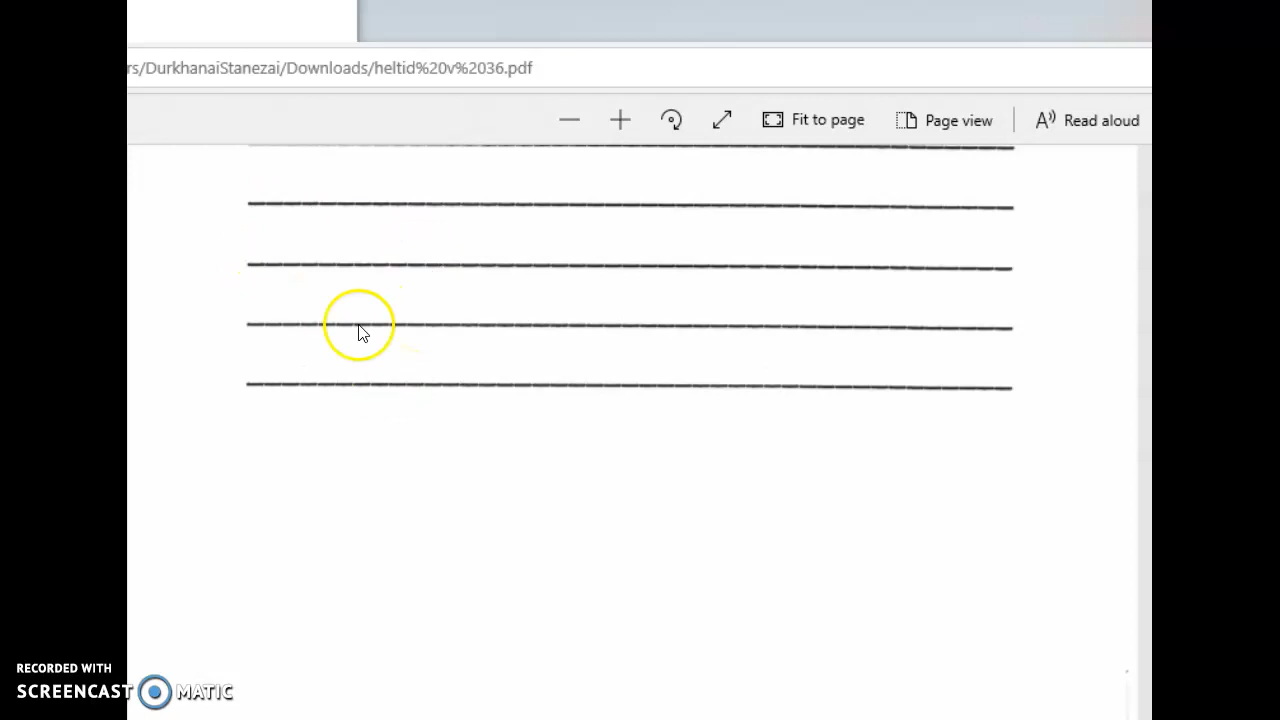 rs/DurkhanaiStanezai/Downloads/heltid%20v%2036.pdf
Fit to page
Page view
Read aloud
RECORDED WITH
SCREENCAST MATIC